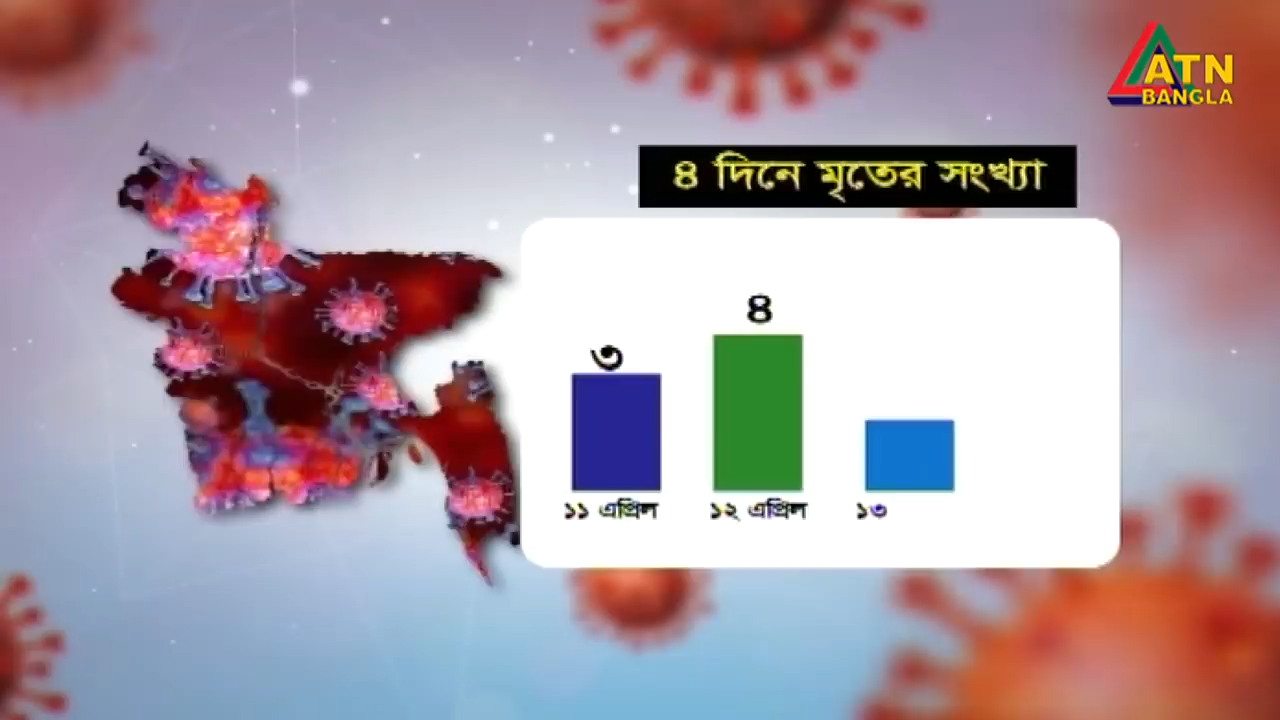 ATN
BANGLA
৪ দিনে মৃতের সংখ্যা
৩
৪
১১ এপ্রিল
১২ এপ্রিল
১৩